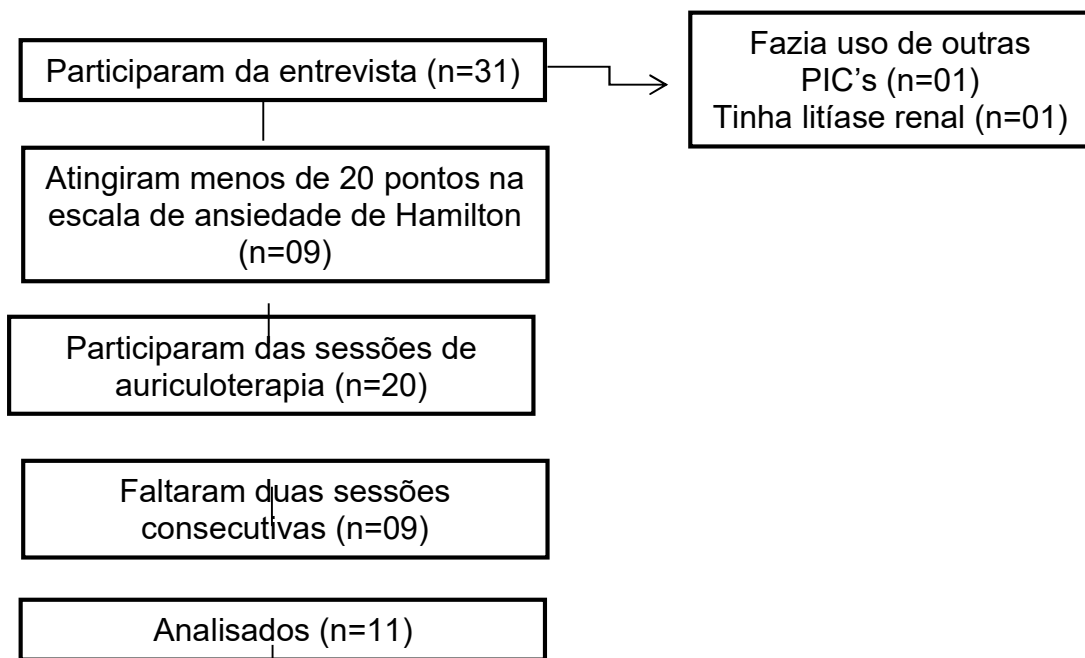 Participaram da entrevista (n=31)
Fazia uso de outras
PIC’s (n=01)
Tinha litíase renal (n=01)
Atingiram menos de 20 pontos na
escala de ansiedade de Hamilton
(n=09)
Participaram das sessões de
auriculoterapia (n=20)
Faltaram duas sessões
consecutivas (n=09)
Analisados (n=11)